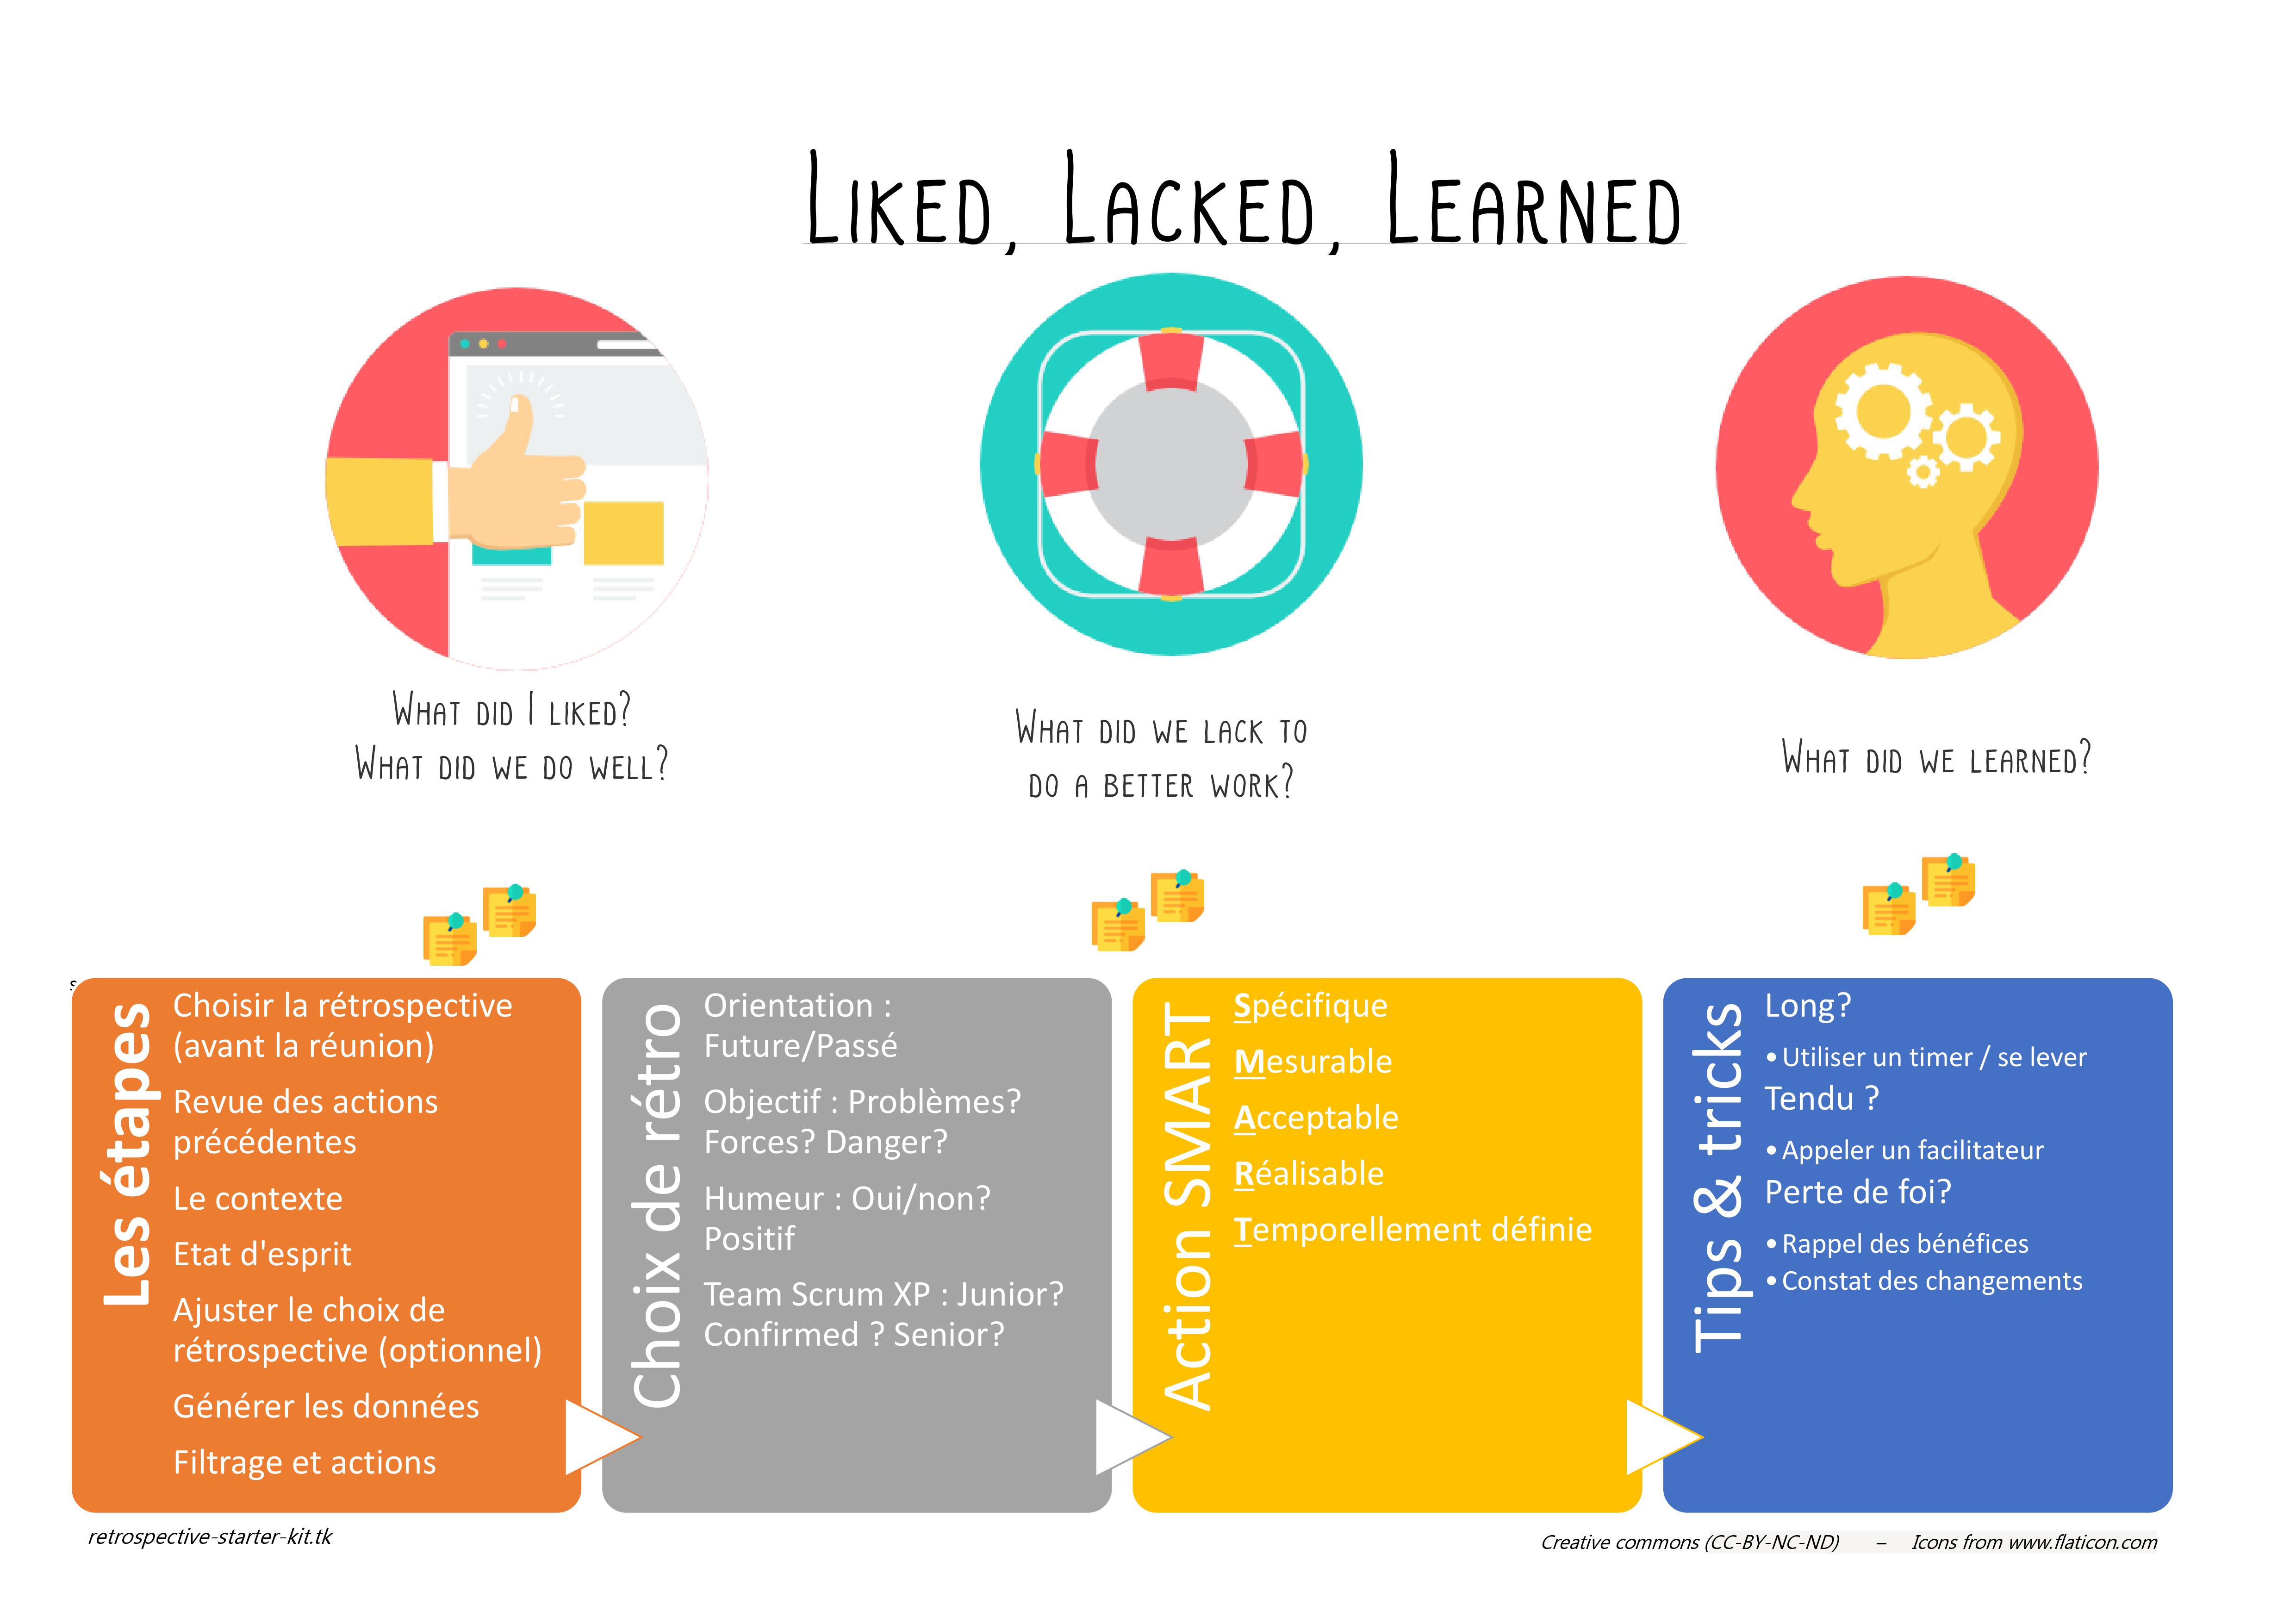 Liked, Lacked, Learned
What did I liked?
What did we do well?
What did we lack to
do a better work?
What did we learned?
s
Les étapes
Choisir la rétrospective
(avant la réunion)
Revue des actions
précédentes
Le contexte
Etat d'esprit
Ajuster le choix de
rétrospective (optionnel)
Générer les données
Filtrage et actions
Choix de rétro
Orientation :
Future/Passé
Objectif : Problèmes?
Forces? Danger?
Humeur : Oui/non?
Positif
Team Scrum XP : Junior?
Confirmed ? Senior?
Action SMART
Spécifique
Mesurable
Acceptable
Réalisable
Temporellement définie
Tips & tricks
Long?
• Utiliser un timer / se lever
Tendu ?
• Appeler un facilitateur
Perte de foi?
• Rappel des bénéfices
• Constat des changements
retrospective-starter-kit.tk
Creative commons (CC-BY-NC-ND) – Icons from www.flaticon.com